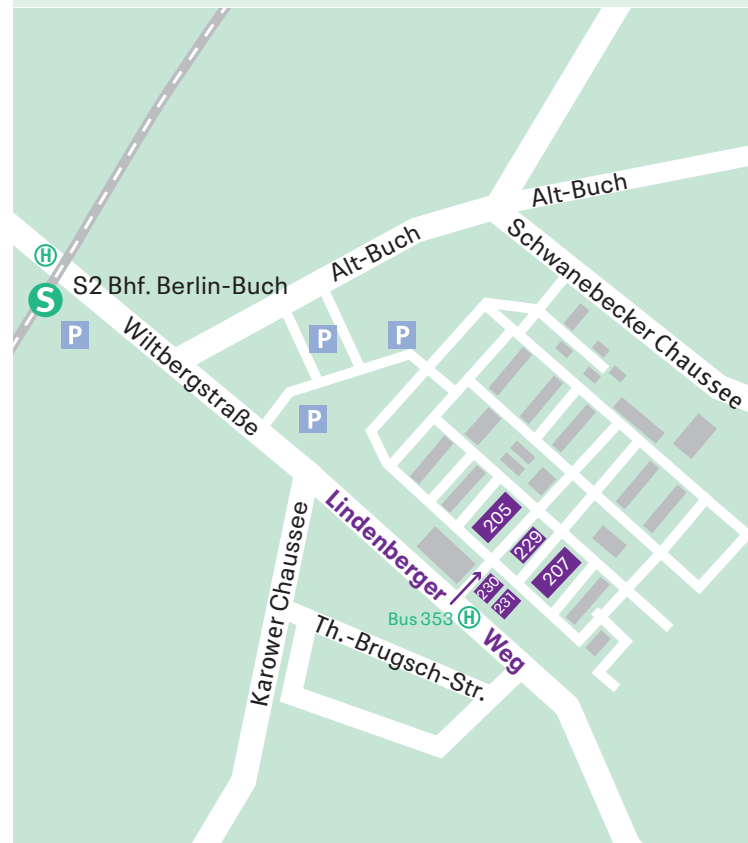 Alt-Buch
Alt-Buch
Schwanebecker Chaussee
H
S2 Bhf. Berlin-Buch
S
P
P
P
Wiltbergstraße
P
Lindenberger
Weg
205
229
207
230
231
Bus 353 H
Karower Chaussee
Th.-Brugsch-Str.